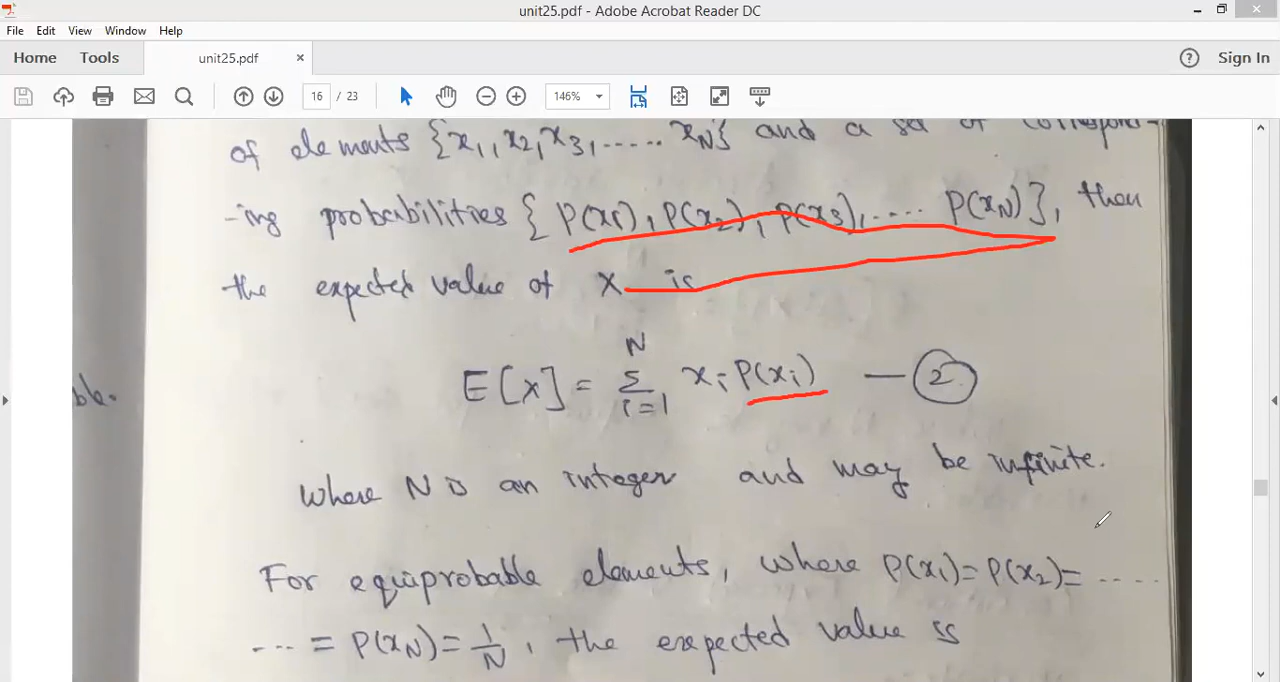 unit25.pdf - Adobe Acrobat Reader DC
File Edit View Window Help
Home Tools unit25.pdf × ? Sign In
16 / 23 146%
of elements {x1, x2, x3, ..... xN} and a set of correspond-
-ing probabilities { P(x1), P(x2), P(x3), .... P(xN)}, then
the expected value of X is
E[x] = Σ_{i=1}^{N} xi P(xi) — ②
ble.
where N is an integer and may be infinite.
For equiprobable elements, where P(x1)= P(x2)= .....
... = P(xN)= 1/N, the expected value is